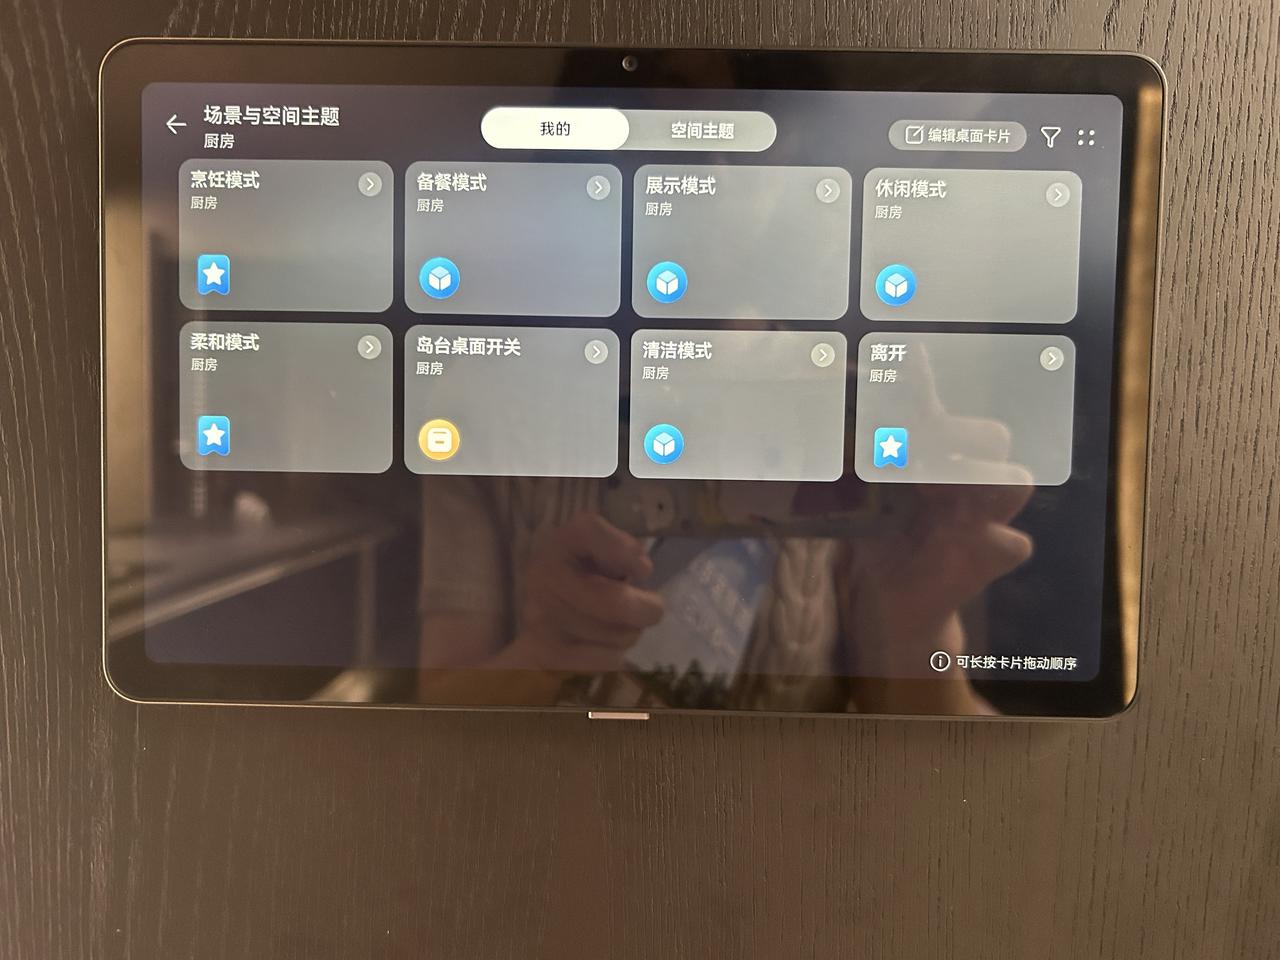 场景与空间主题
厨房
我的
空间主题
编辑桌面卡片
烹饪模式
厨房
备餐模式
厨房
展示模式
厨房
休闲模式
厨房
柔和模式
厨房
岛台桌面开关
厨房
清洁模式
厨房
离开
厨房
可长按卡片拖动顺序